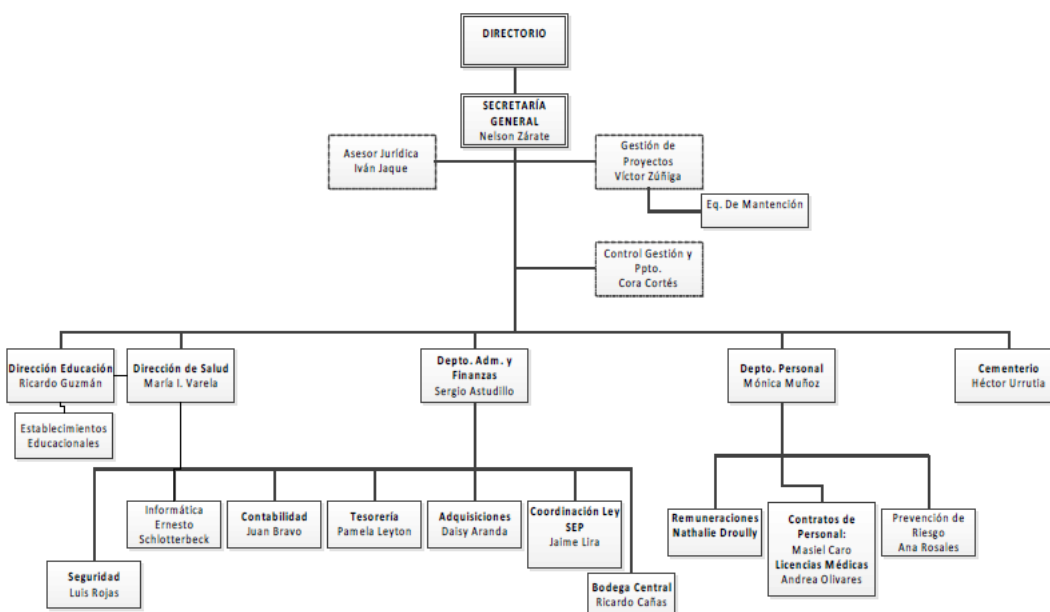 DIRECTORIO
SECRETARÍA
GENERAL
Nelson Zárate
Asesor Jurídica
Iván Jaque
Gestión de
Proyectos
Víctor Zúñiga
Eq. De Mantención
Control Gestión y
Ppto.
Cora Cortés
Dirección Educación
Ricardo Guzmán
Dirección de Salud
María I. Varela
Depto. Adm. y
Finanzas
Sergio Astudillo
Depto. Personal
Mónica Muñoz
Cementerio
Héctor Urrutia
Establecimientos
Educacionales
Informática
Ernesto
Schlotterbeck
Contabilidad
Juan Bravo
Tesorería
Pamela Leyton
Adquisiciones
Daisy Aranda
Coordinación Ley
SEP
Jaime Lira
Remuneraciones
Nathalie Droully
Contratos de
Personal:
Masiel Caro
Licencias Médicas
Andrea Olivares
Prevención de
Riesgo
Ana Rosales
Seguridad
Luis Rojas
Bodega Central
Ricardo Cañas